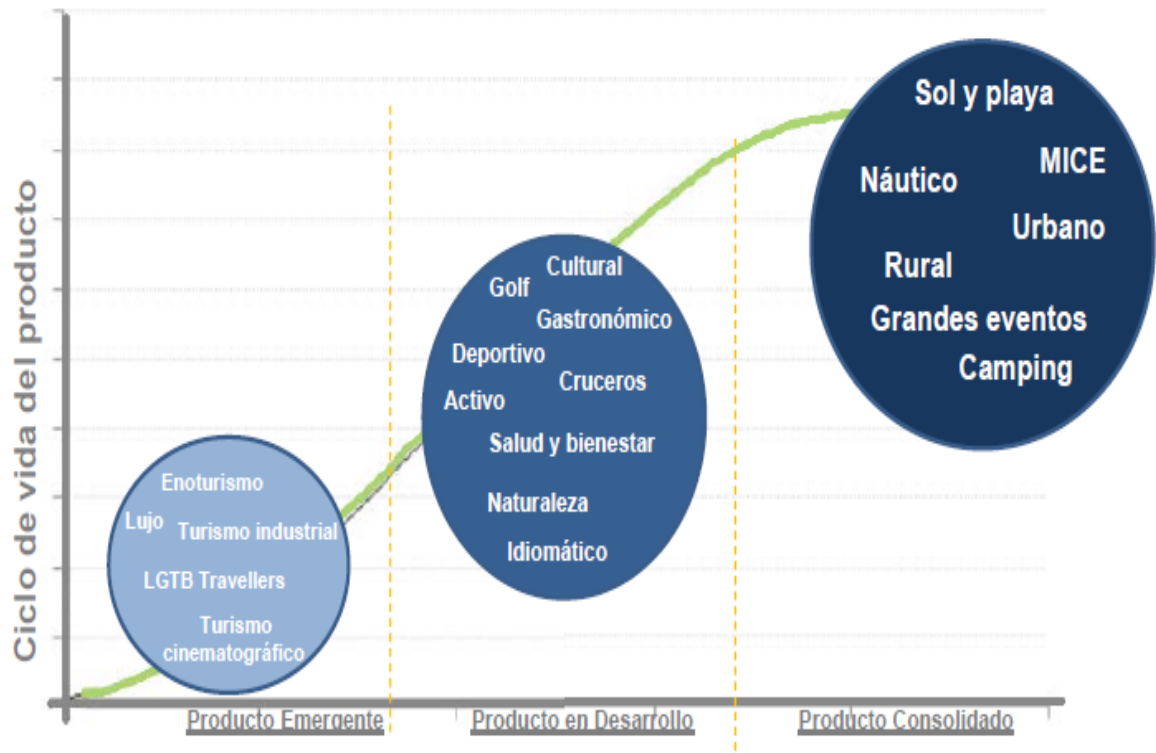 Ciclo de vida del producto
Sol y playa
MICE
Náutico
Urbano
Rural
Grandes eventos
Camping
Cultural
Golf
Gastronómico
Deportivo
Cruceros
Activo
Salud y bienestar
Naturaleza
Idiomático
Enoturismo
Lujo
Turismo industrial
LGTB Travellers
Turismo
cinematográfico
Producto Emergente
Producto en Desarrollo
Producto Consolidado